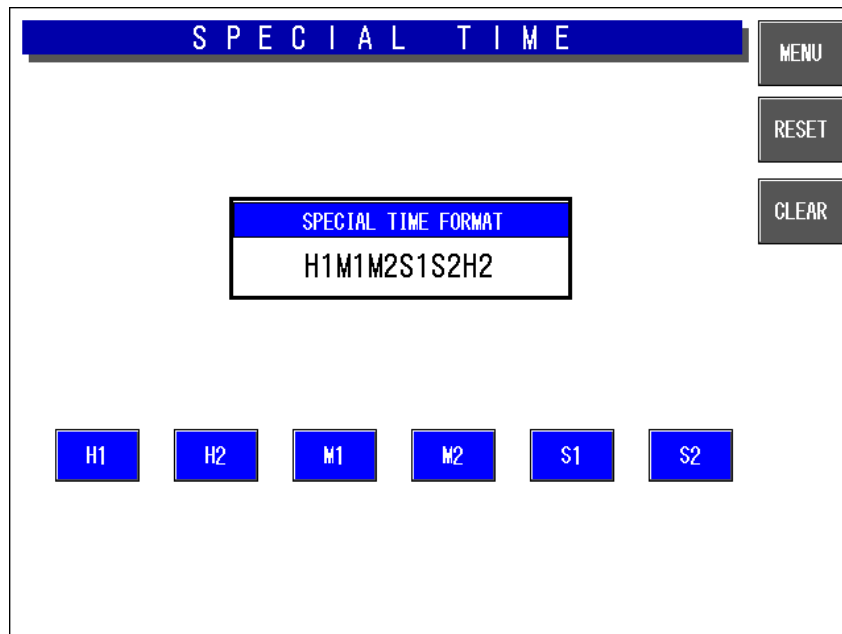 SPECIAL TIME
MENU
RESET
CLEAR
SPECIAL TIME FORMAT
H1M1M2S1S2H2
H1 H2 M1 M2 S1 S2